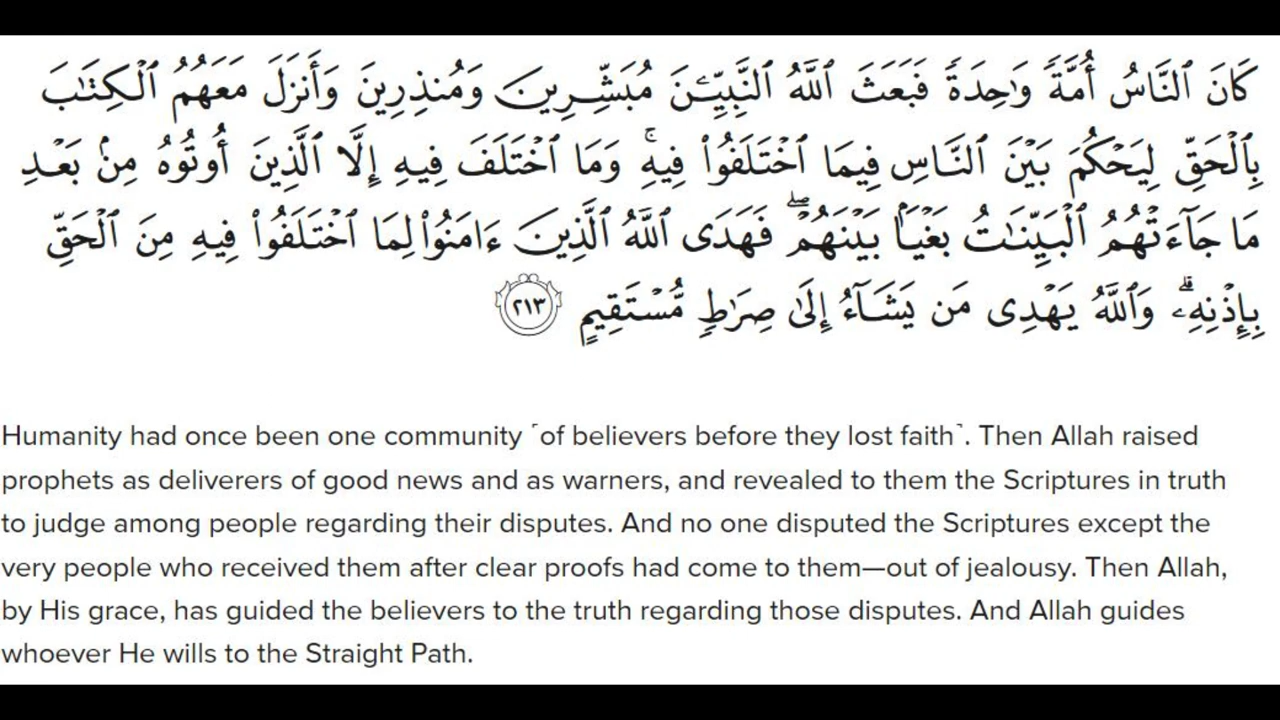 كَانَ ٱلنَّاسُ أُمَّةً وَٰحِدَةً فَبَعَثَ ٱللَّهُ ٱلنَّبِيِّـۧنَ مُبَشِّرِينَ وَمُنذِرِينَ وَأَنزَلَ مَعَهُمُ ٱلْكِتَـٰبَ
بِٱلْحَقِّ لِيَحْكُمَ بَيْنَ ٱلنَّاسِ فِيمَا ٱخْتَلَفُوا۟ فِيهِ ۚ وَمَا ٱخْتَلَفَ فِيهِ إِلَّا ٱلَّذِينَ أُوتُوهُ مِنۢ بَعْدِ
مَا جَآءَتْهُمُ ٱلْبَيِّنَـٰتُ بَغْيًۢا بَيْنَهُمْ ۖ فَهَدَى ٱللَّهُ ٱلَّذِينَ ءَامَنُوا۟ لِمَا ٱخْتَلَفُوا۟ فِيهِ مِنَ ٱلْحَقِّ
بِإِذْنِهِۦ ۗ وَٱللَّهُ يَهْدِى مَن يَشَآءُ إِلَىٰ صِرَٰطٍ مُّسْتَقِيمٍ ٢١٣
Humanity had once been one community ˹of believers before they lost faith˺. Then Allah raised
prophets as deliverers of good news and as warners, and revealed to them the Scriptures in truth
to judge among people regarding their disputes. And no one disputed the Scriptures except the
very people who received them after clear proofs had come to them—out of jealousy. Then Allah,
by His grace, has guided the believers to the truth regarding those disputes. And Allah guides
whoever He wills to the Straight Path.